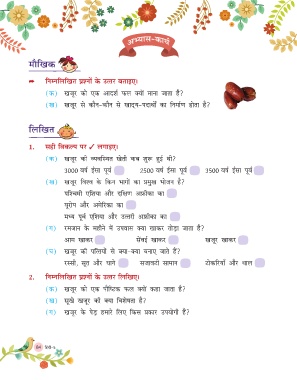 अभ्यास-कार्य
मौखिक
निम्नलिखित प्रश्नों के उत्तर बताइए।
(क) खजूर को एक आदर्श फल क्यों माना जाता है?
(ख) खजूर से कौन-कौन से खाद्य-पदार्थों का निर्माण होता है?
लिखित
1. सही विकल्प पर ✓ लगाइए।
(क) खजूर की व्यवस्थित खेती कब शुरू हुई थी?
3000 वर्ष ईसा पूर्व 2500 वर्ष ईसा पूर्व 3500 वर्ष ईसा पूर्व
(ख) खजूर विश्व के किन भागों का प्रमुख भोजन है?
पश्चिमी एशिया और दक्षिण अफ्रीका का
यूरोप और अमेरिका का
मध्य पूर्व एशिया और उत्तरी अफ्रीका का
(ग) रमजान के महीने में उपवास क्या खाकर तोड़ा जाता है?
आम खाकर सेवई खाकर खजूर खाकर
(घ) खजूर की पत्तियों से क्या-क्या बनाए जाते हैं?
रस्सी, सूत और धागे सजावटी सामान टोकरियाँ और थाल
2. निम्नलिखित प्रश्नों के उत्तर लिखिए।
(क) खजूर को एक पौष्टिक फल क्यों कहा जाता है?
(ख) सूखे खजूर की क्या विशेषता है?
(ग) खजूर के पेड़ हमारे लिए किस प्रकार उपयोगी हैं?